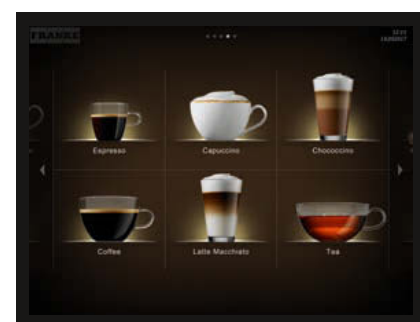 FRANKE
Espresso
Capuccino
Chococcino
Coffee
Latte Macchiato
Tea